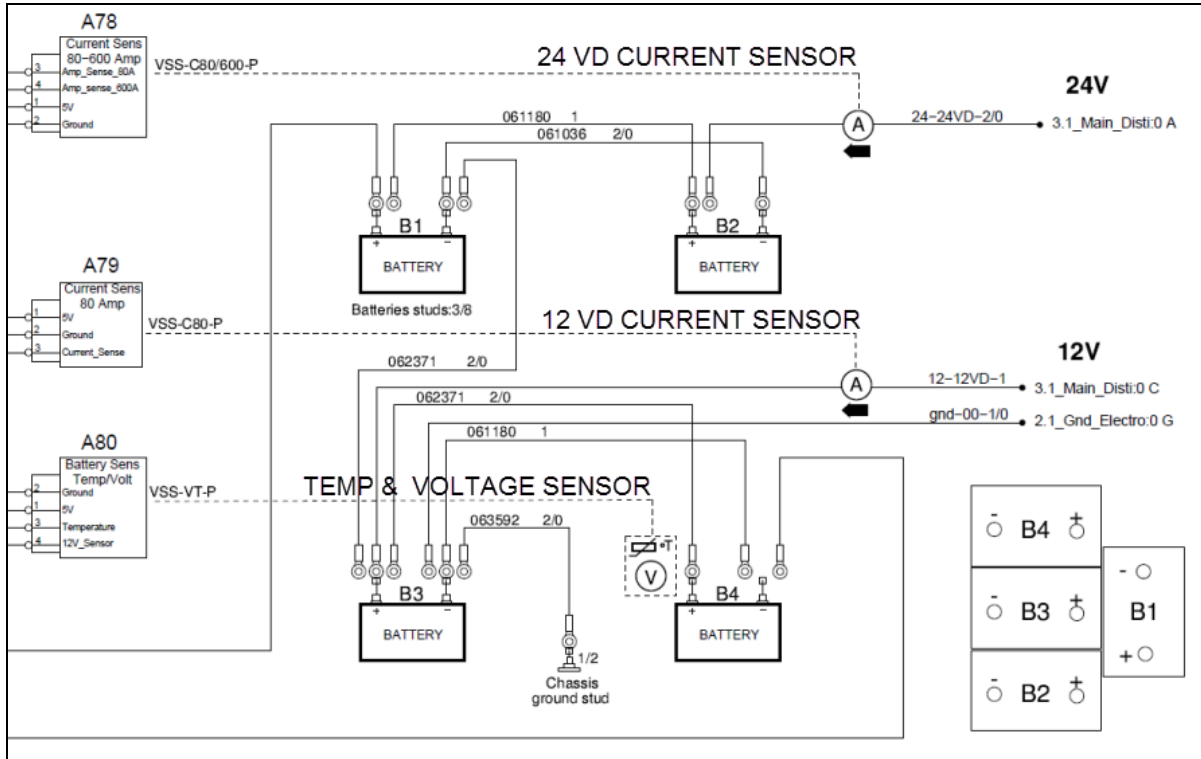 A78
Current Sens
80-600 Amp
3 Amp_Sense_80A
4 Amp_sense_600A
1 5V
2 Ground
VSS-C80/600-P
24 VD CURRENT SENSOR
24V
A
24-24VD-2/0
3.1_Main_Disti:0 A
061180 1
061036 2/0
B1
+ -
BATTERY
B2
+ -
BATTERY
Batteries studs:3/8
A79
Current Sens
80 Amp
1 5V
2 Ground
3 Current_Sense
VSS-C80-P
12 VD CURRENT SENSOR
12V
A
12-12VD-1
3.1_Main_Disti:0 C
062371 2/0
062371 2/0
gnd-00-1/0
2.1_Gnd_Electro:0 G
061180 1
A80
Battery Sens
Temp/Volt
2 Ground
1 5V
3 Temperature
4 12V_Sensor
VSS-VT-P
TEMP & VOLTAGE SENSOR
063592 2/0
•T
V
B3
+ -
BATTERY
B4
+ -
BATTERY
1/2
Chassis
ground stud
- B4 +
- B3 +
- B2 +
-
B1
+